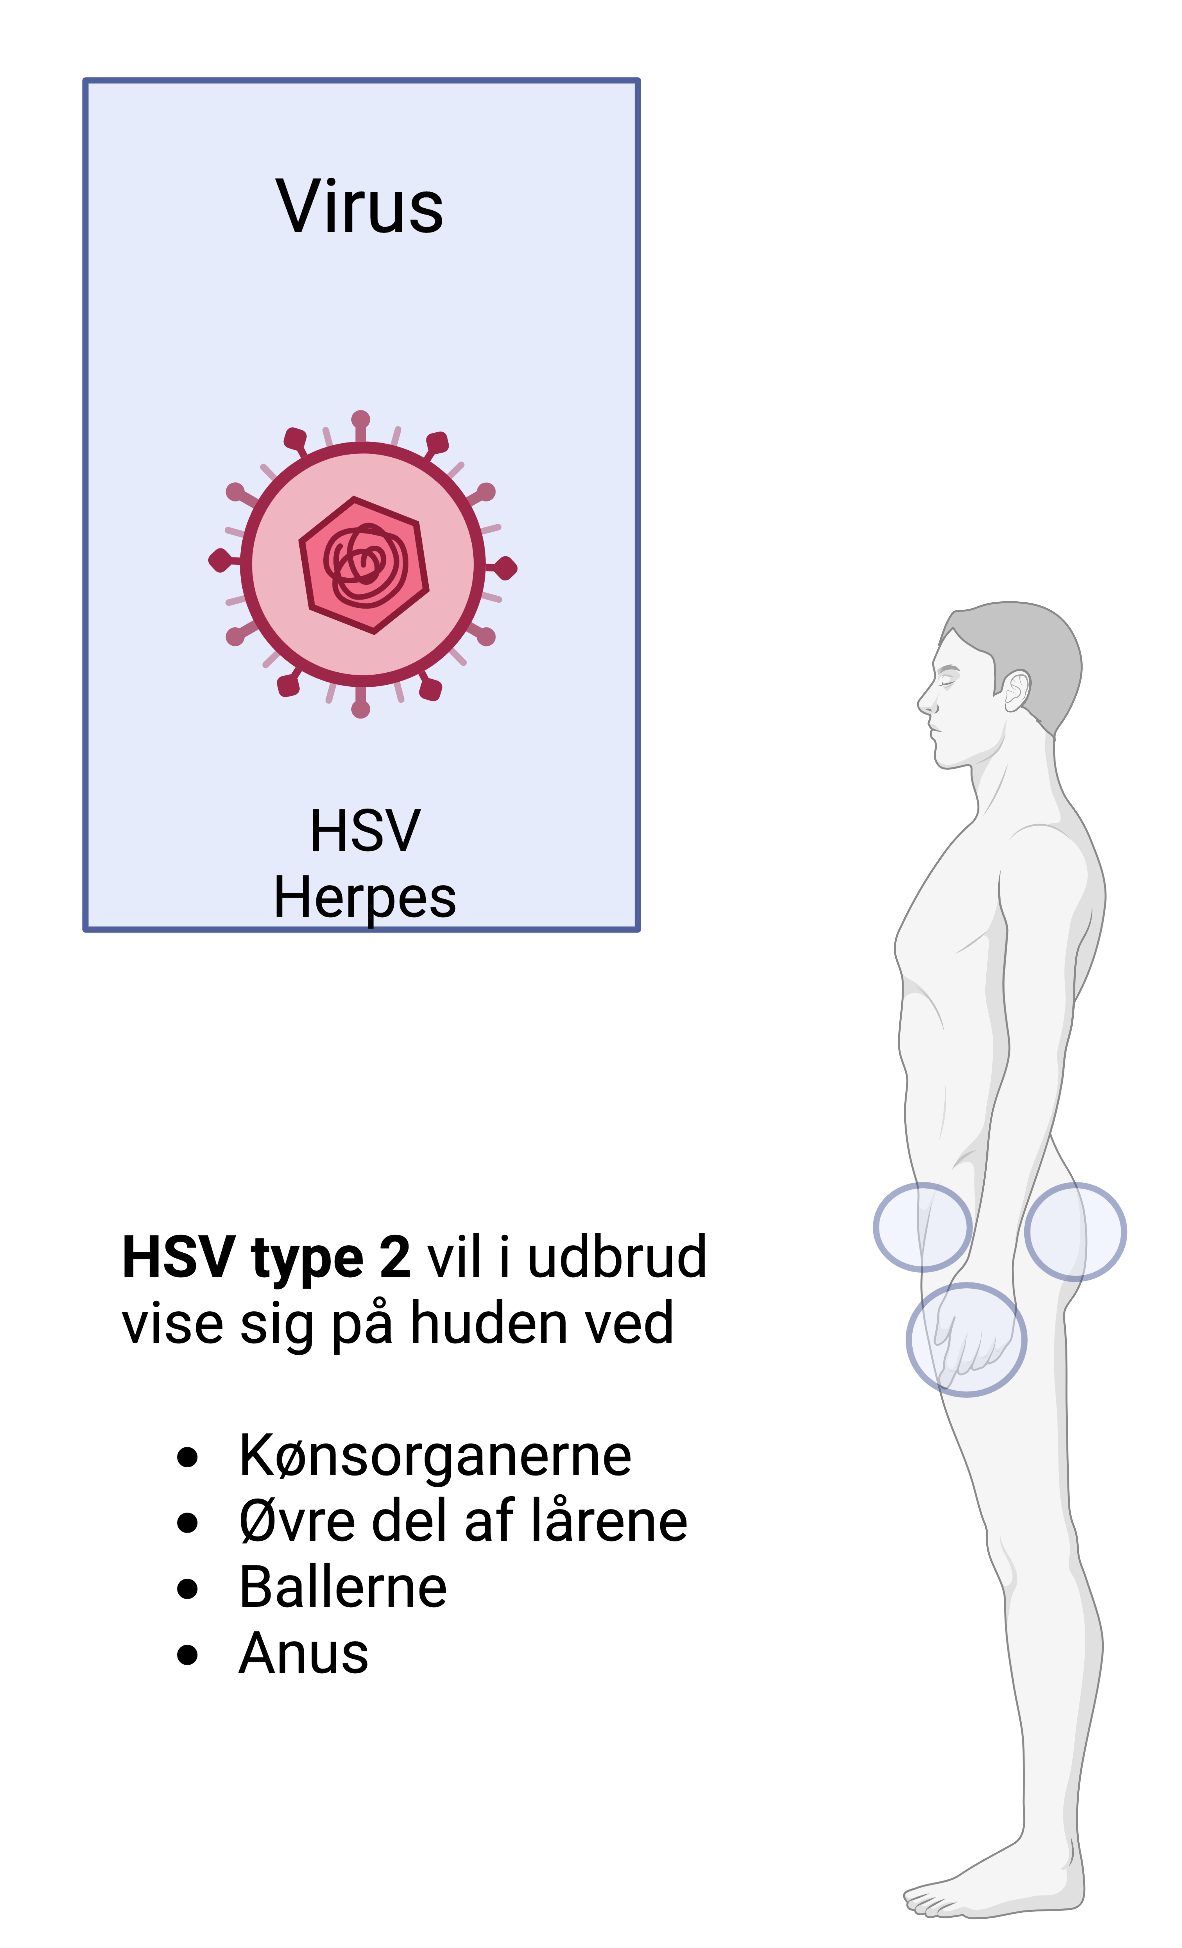 Virus
HSV
Herpes
HSV type 2 vil i udbrud
vise sig på huden ved
• Kønsorganerne
• Øvre del af lårene
• Ballerne
• Anus